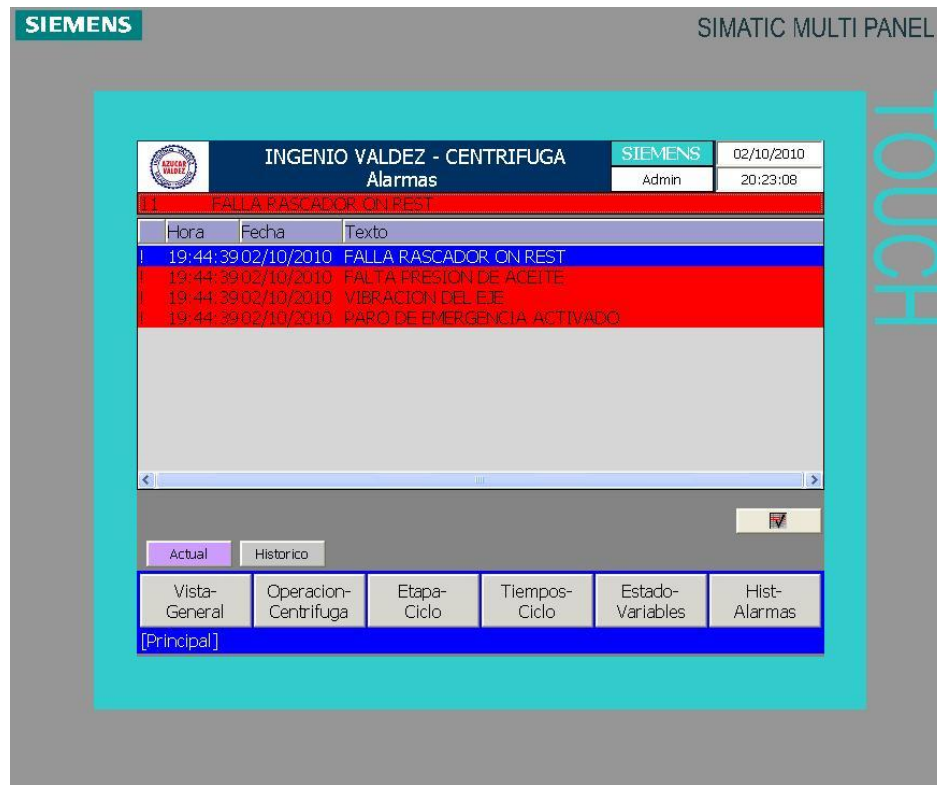 SIEMENS
SIMATIC MULTI PANEL
TOUCH
AZUCAR
VALDEZ
INGENIO VALDEZ - CENTRIFUGA
Alarmas
SIEMENS
02/10/2010
Admin
20:23:08
11 FALLA RASCADOR ON REST
Hora Fecha Texto
! 19:44:39 02/10/2010 FALLA RASCADOR ON REST
! 19:44:39 02/10/2010 FALTA PRESION DE ACEITE
! 19:44:39 02/10/2010 VIBRACION DEL EJE
! 19:44:39 02/10/2010 PARO DE EMERGENCIA ACTIVADO
Actual Historico
Vista-
General
Operacion-
Centrifuga
Etapa-
Ciclo
Tiempos-
Ciclo
Estado-
Variables
Hist-
Alarmas
[Principal]